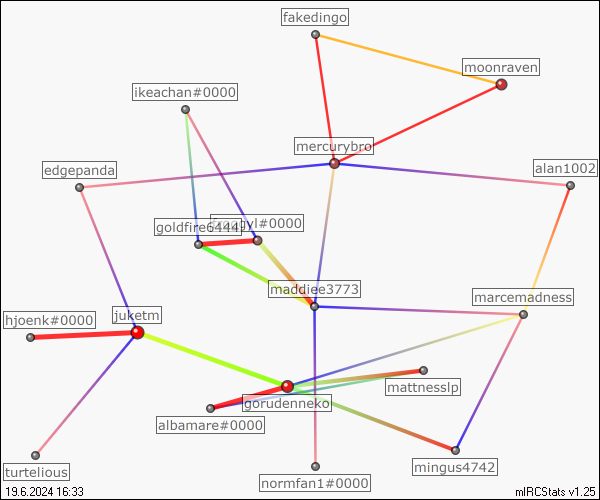 fakedingo
moonraven
ikeachan#0000
mercurybro
edgepanda
alan1002
goldfire6444
yl#0000
maddiee3773
marcemadness
hjoenk#0000
juketm
mattnesslp
gorudenneko
albamare#0000
turtelious
mingus4742
normfan1#0000
19.6.2024 16:33
mIRCStats v1.25